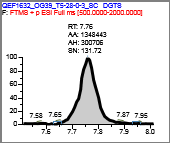 QEF1632_OG39_T5-28-0-3_SC DGTS
F: FTMS + p ESI Full ms [500.0000-2000.0000]
RT: 7.76
AA: 1348443
AH: 300706
SN: 131.72
100
80
60
40
20
0
7.58 7.65 7.87 7.95
7.6 7.7 7.8 7.9 8.0